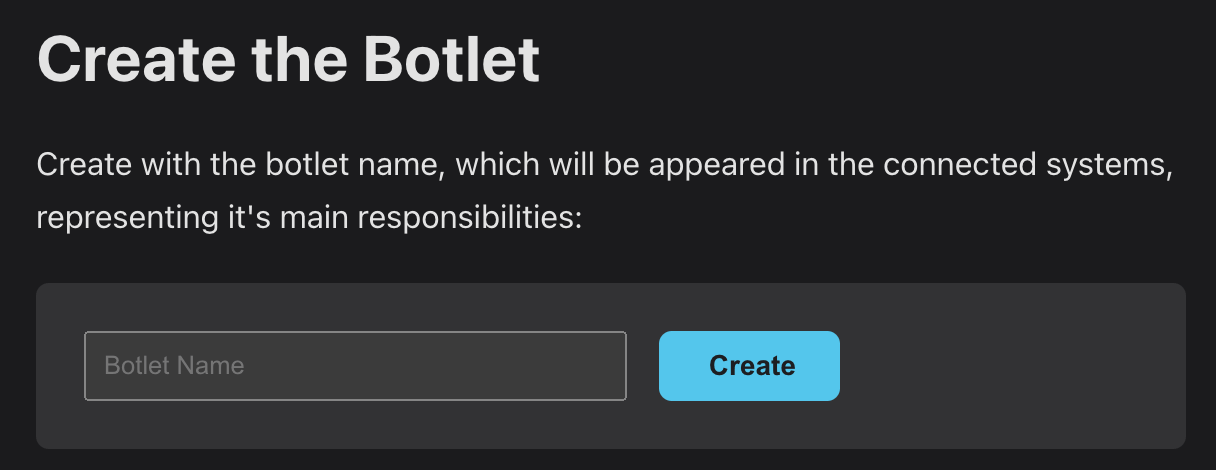 Create the Botlet
Create with the botlet name, which will be appeared in the connected systems,
representing it's main responsibilities:
Botlet Name
Create